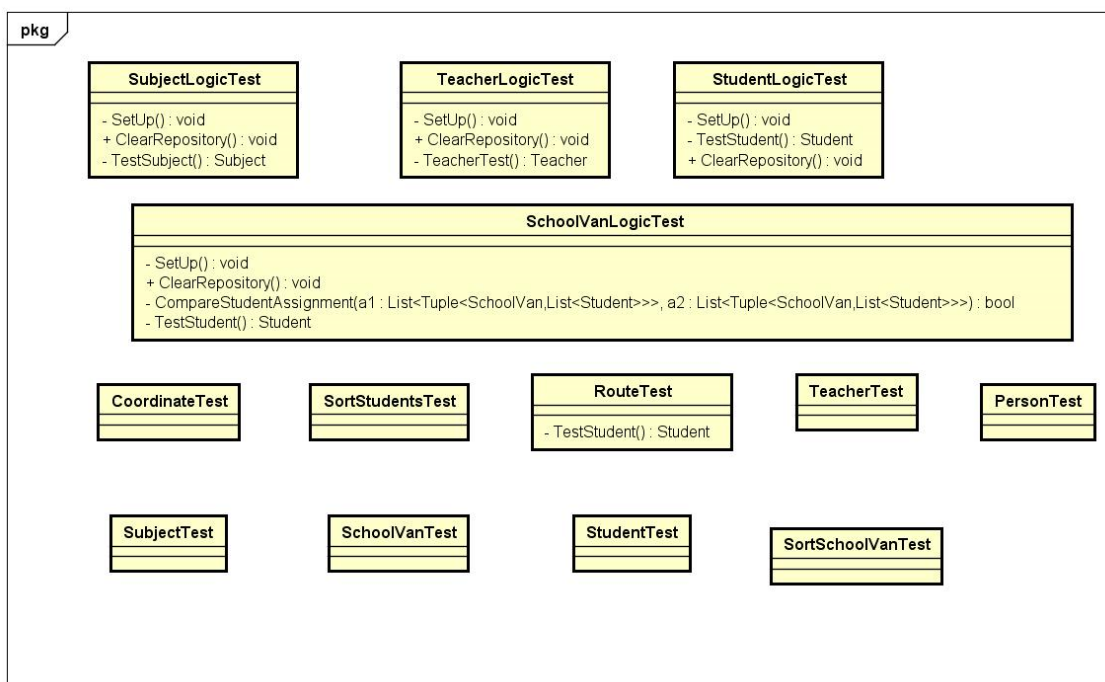 pkg
SubjectLogicTest
- SetUp() : void
+ ClearRepository() : void
- TestSubject() : Subject
TeacherLogicTest
- SetUp() : void
+ ClearRepository() : void
- TeacherTest() : Teacher
StudentLogicTest
- SetUp() : void
- TestStudent() : Student
+ ClearRepository() : void
SchoolVanLogicTest
- SetUp() : void
+ ClearRepository() : void
- CompareStudentAssignment(a1 : List<Tuple<SchoolVan,List<Student>>>, a2 : List<Tuple<SchoolVan,List<Student>>>) : bool
- TestStudent() : Student
CoordinateTest
SortStudentsTest
RouteTest
- TestStudent() : Student
TeacherTest
PersonTest
SubjectTest
SchoolVanTest
StudentTest
SortSchoolVanTest